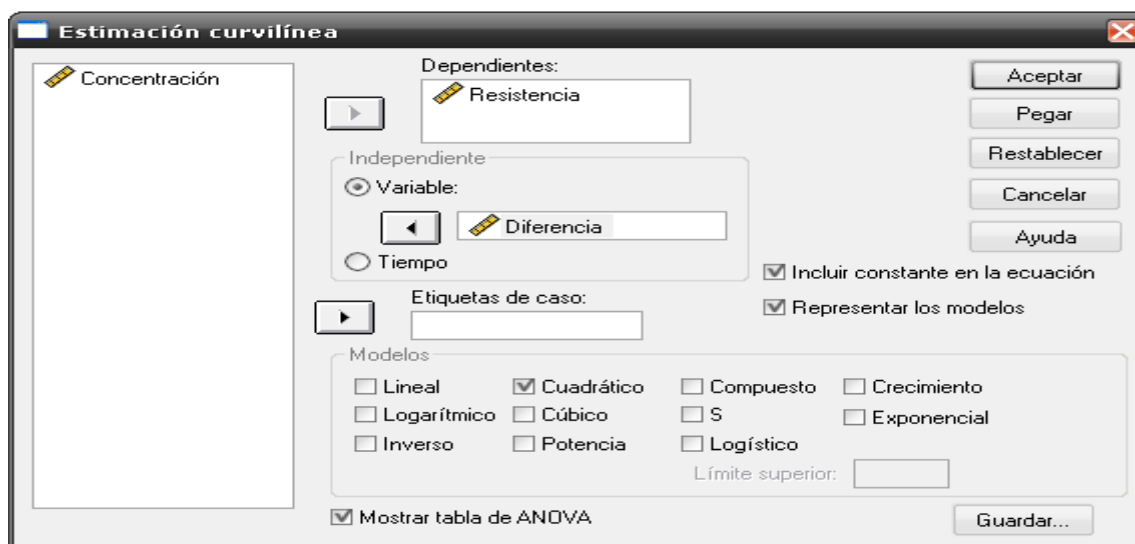 Estimación curvilínea
Concentración
Dependientes:
Resistencia
Independiente
Variable:
Diferencia
Tiempo
Etiquetas de caso:
Aceptar
Pegar
Restablecer
Cancelar
Ayuda
Incluir constante en la ecuación
Representar los modelos
Modelos
Lineal Cuadrático Compuesto Crecimiento
Logarítmico Cúbico S Exponencial
Inverso Potencia Logístico
Límite superior:
Mostrar tabla de ANOVA
Guardar...